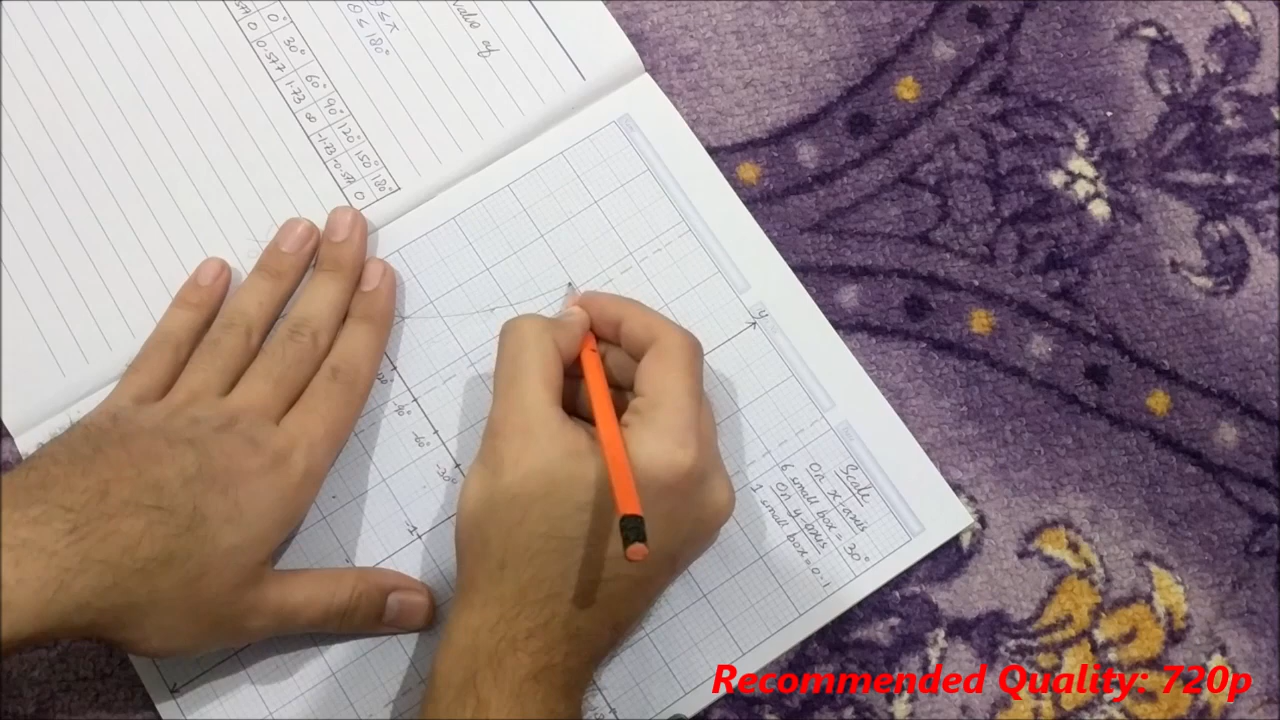 value of
≤ π
θ ≤ 180°
0° 30° 60° 90° 120° 150° 180°
0 0.577 1.73 ∞ -1.73 -0.577 0
y
Scale
On x-axis
6 small box = 30°
On y-axis
1 small box = 0.1
-90°
-60°
-30°
-1
Recommended Quality: 720p